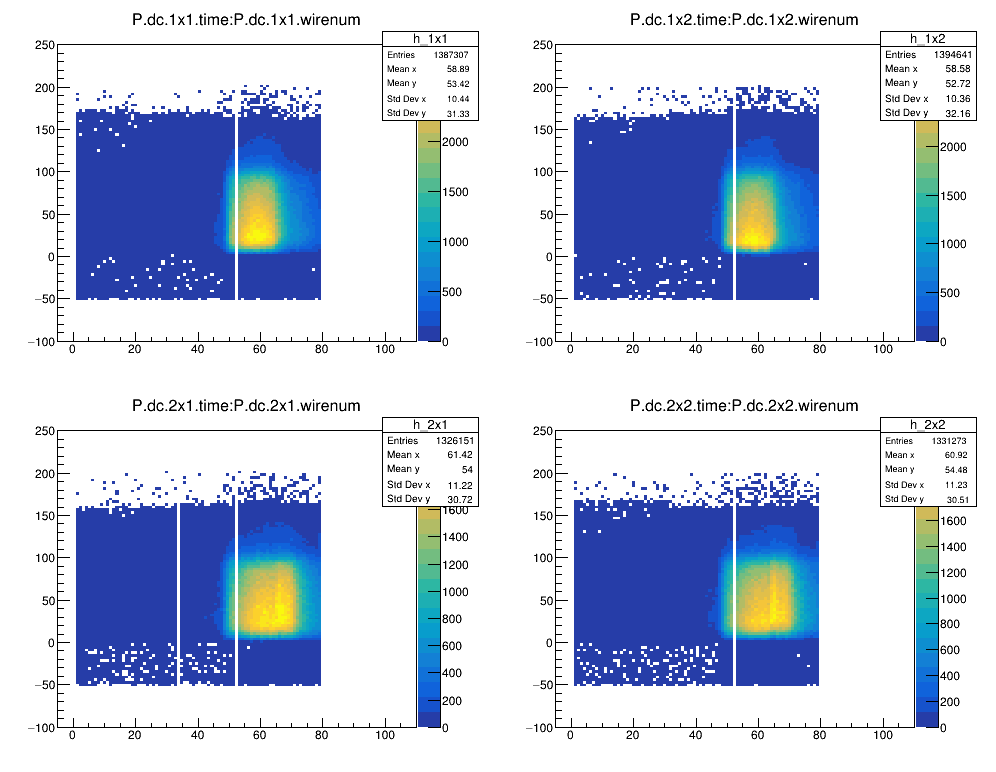 P.dc.1x1.time:P.dc.1x1.wirenum
h_1x1
Entries 1387307
Mean x 58.89
Mean y 53.42
Std Dev x 10.44
Std Dev y 31.33
250
200
150
100
50
0
−50
−100
0 20 40 60 80 100
2000
1500
1000
500
0
P.dc.1x2.time:P.dc.1x2.wirenum
h_1x2
Entries 1394641
Mean x 58.58
Mean y 52.72
Std Dev x 10.36
Std Dev y 32.16
250
200
150
100
50
0
−50
−100
0 20 40 60 80 100
2000
1500
1000
500
0
P.dc.2x1.time:P.dc.2x1.wirenum
h_2x1
Entries 1326151
Mean x 61.42
Mean y 54
Std Dev x 11.22
Std Dev y 30.72
250
200
150
100
50
0
−50
−100
0 20 40 60 80 100
1600
1400
1200
1000
800
600
400
200
0
P.dc.2x2.time:P.dc.2x2.wirenum
h_2x2
Entries 1331273
Mean x 60.92
Mean y 54.48
Std Dev x 11.23
Std Dev y 30.51
250
200
150
100
50
0
−50
−100
0 20 40 60 80 100
1600
1400
1200
1000
800
600
400
200
0